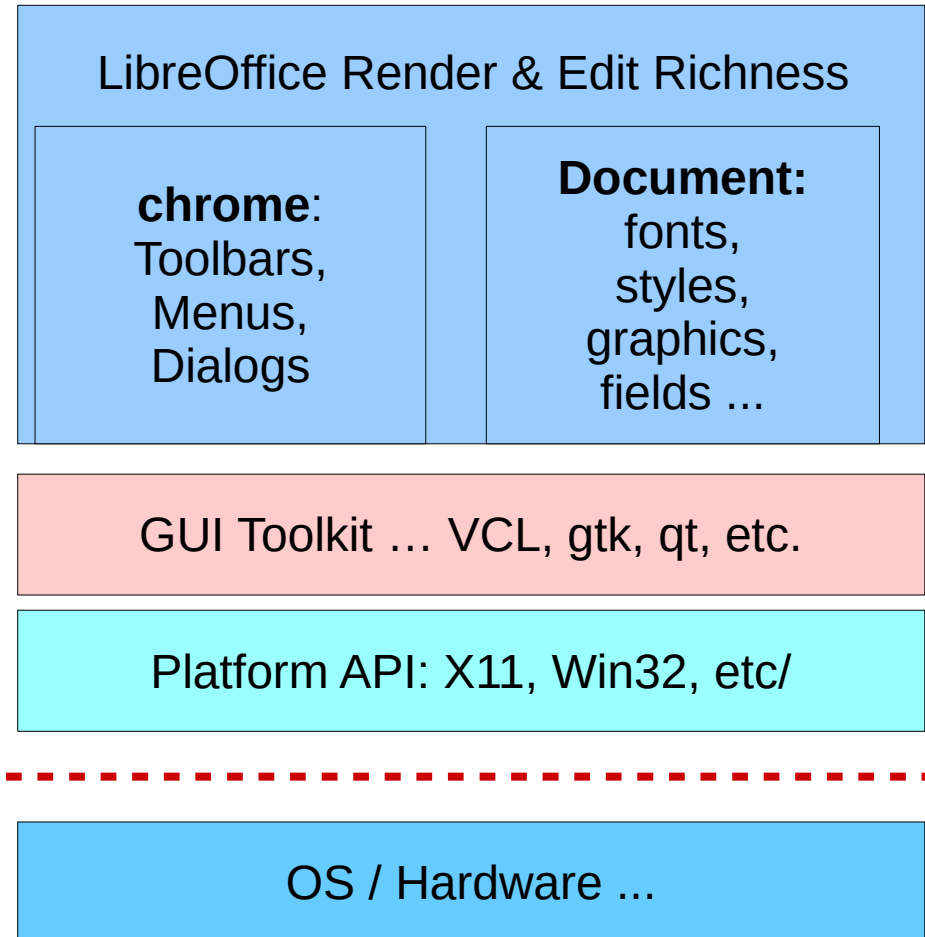 LibreOffice Render & Edit Richness
chrome:
Toolbars,
Menus,
Dialogs
Document:
fonts,
styles,
graphics,
fields ...
GUI Toolkit … VCL, gtk, qt, etc.
Platform API: X11, Win32, etc/
OS / Hardware ...